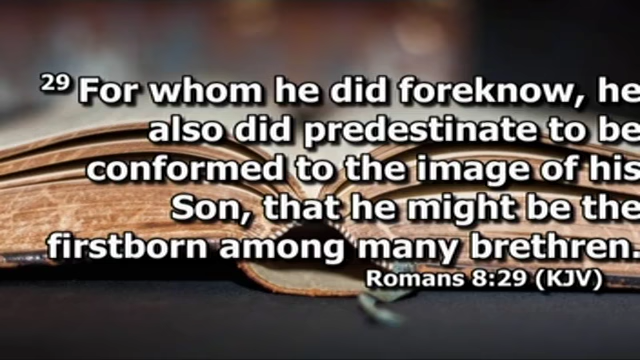 29 For whom he did foreknow, he
also did predestinate to be
conformed to the image of his
Son, that he might be the
firstborn among many brethren.
Romans 8:29 (KJV)